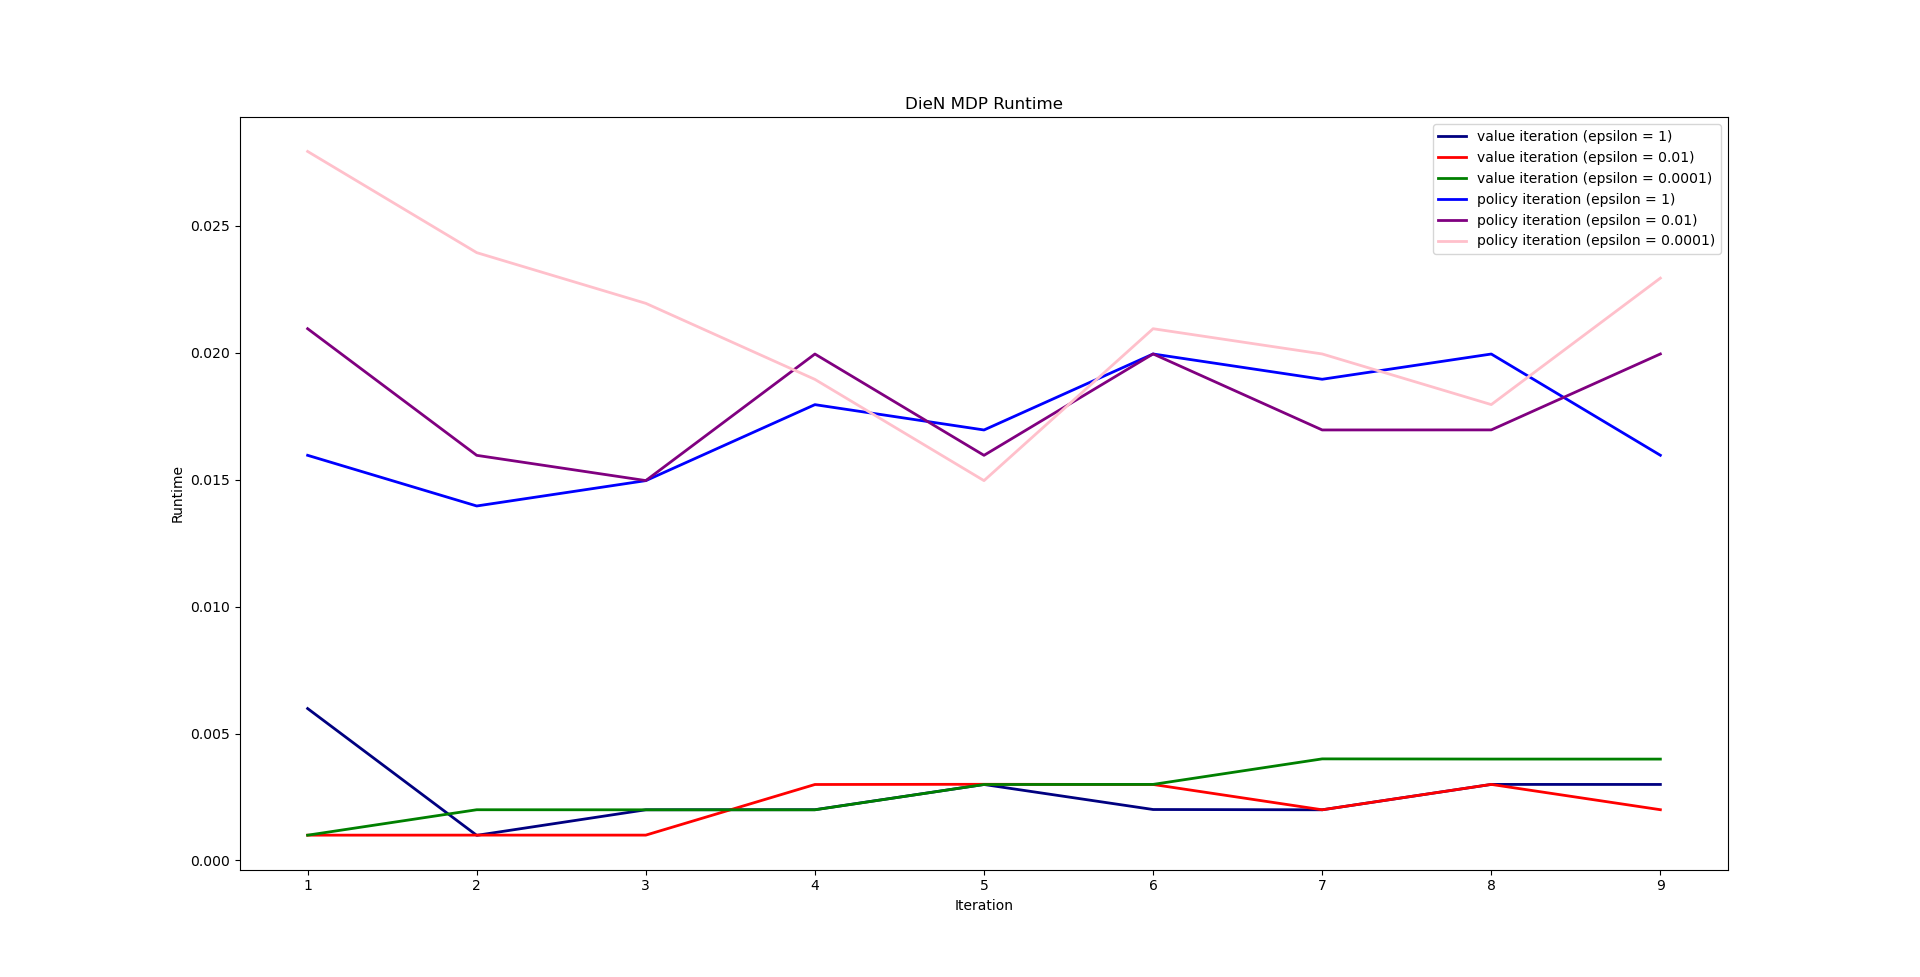 DieN MDP Runtime
value iteration (epsilon = 1)
value iteration (epsilon = 0.01)
value iteration (epsilon = 0.0001)
policy iteration (epsilon = 1)
policy iteration (epsilon = 0.01)
policy iteration (epsilon = 0.0001)
0.025
0.020
0.015
0.010
0.005
0.000
Runtime
1 2 3 4 5 6 7 8 9
Iteration